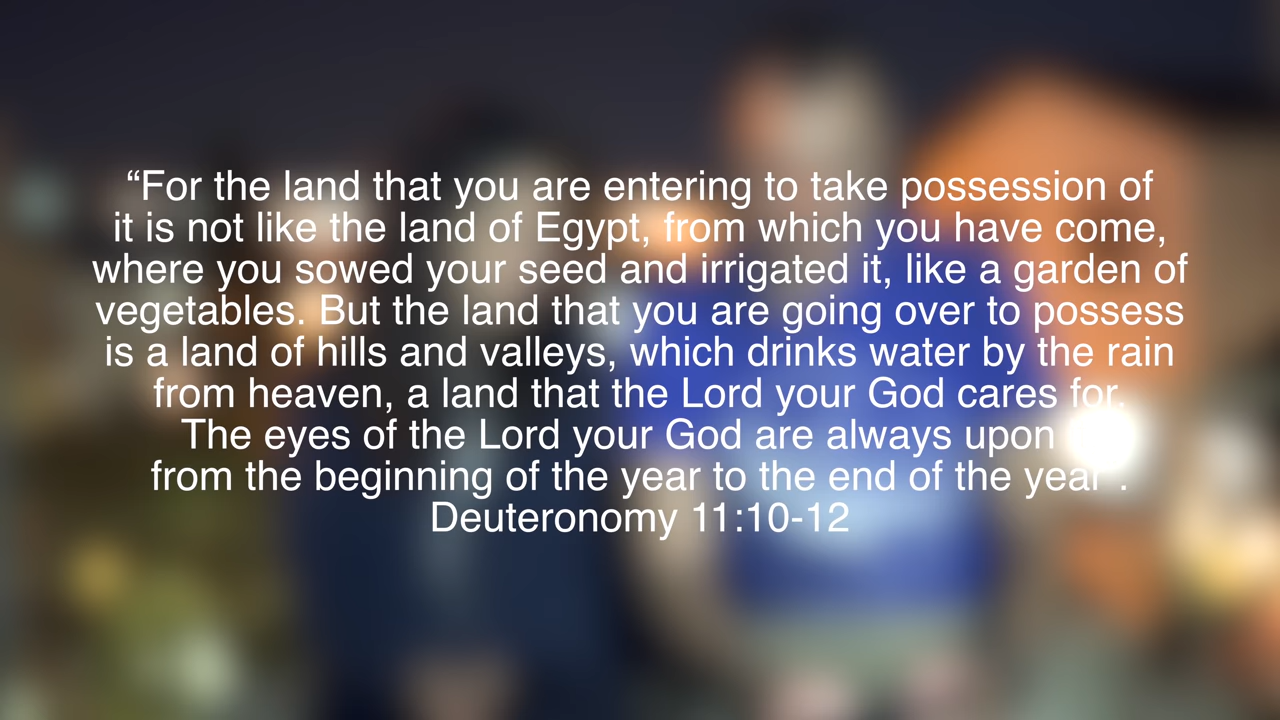 “For the land that you are entering to take possession of
it is not like the land of Egypt, from which you have come,
where you sowed your seed and irrigated it, like a garden of
vegetables. But the land that you are going over to possess
is a land of hills and valleys, which drinks water by the rain
from heaven, a land that the Lord your God cares for.
The eyes of the Lord your God are always upon
from the beginning of the year to the end of the year”.
Deuteronomy 11:10-12